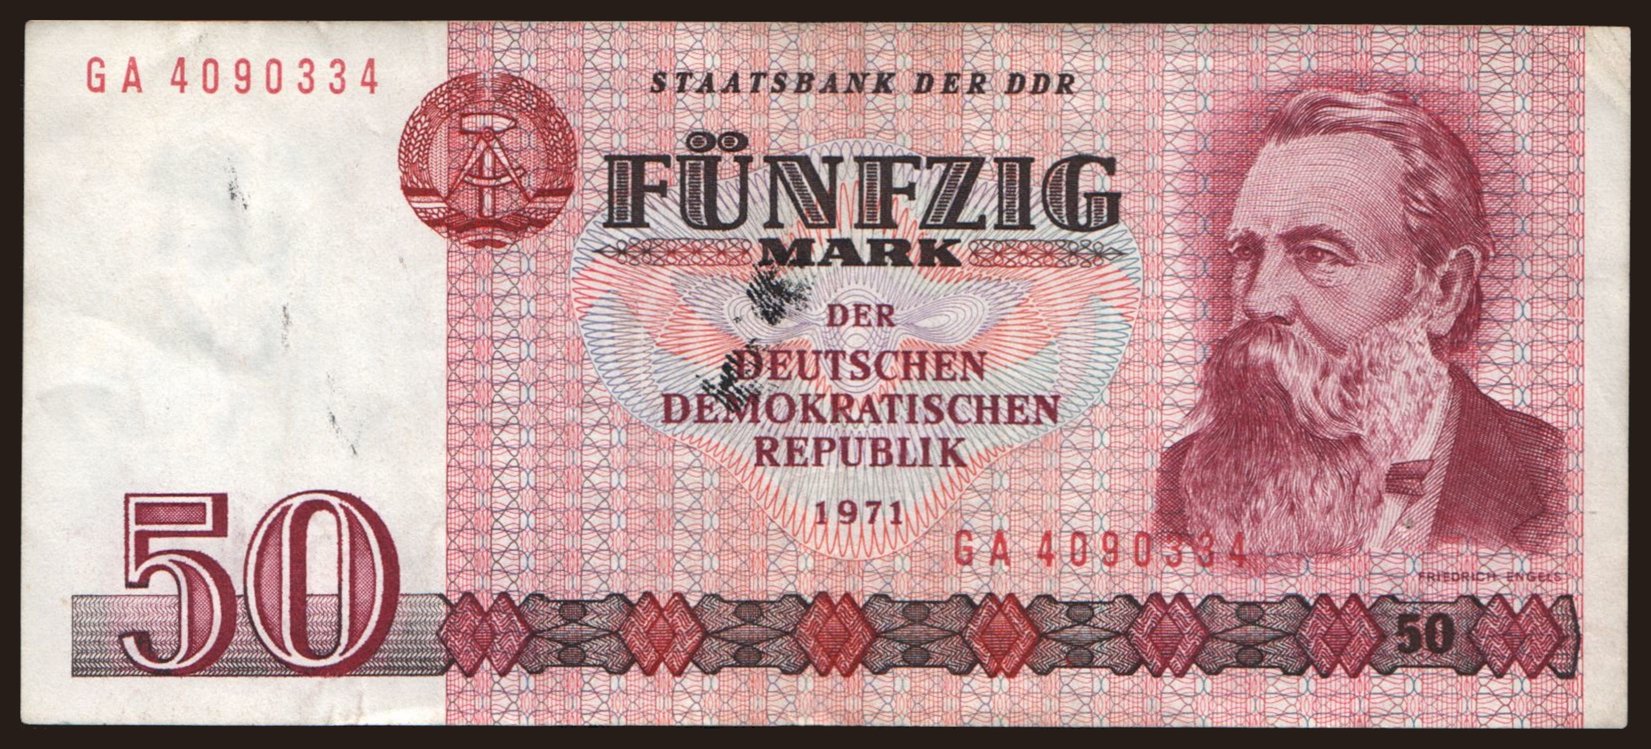 GA 4090334
STAATSBANK DER DDR
FÜNFZIG
MARK
DER
DEUTSCHEN
DEMOKRATISCHEN
REPUBLIK
1971
GA 4090334
FRIEDRICH ENGELS
50
50